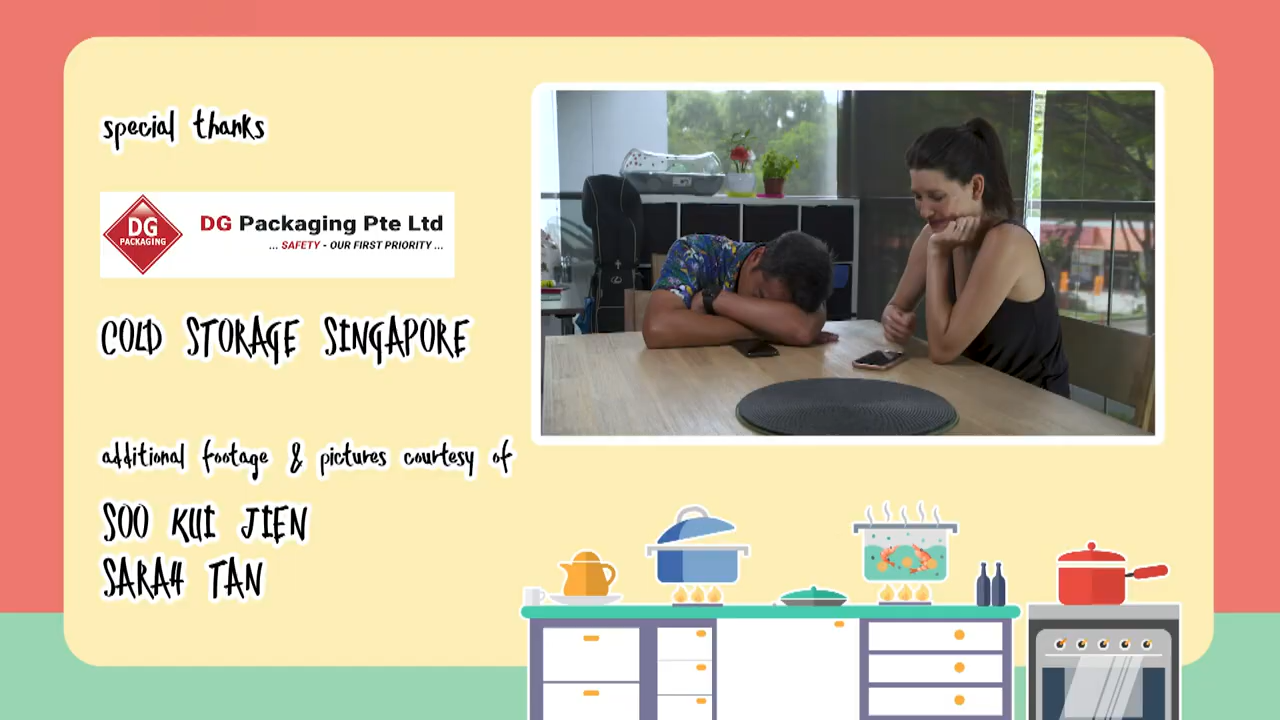 special thanks
DG
PACKAGING
DG Packaging Pte Ltd
... SAFETY - OUR FIRST PRIORITY ...
COLD STORAGE SINGAPORE
additional footage & pictures courtesy of
SOO KUI JIEN
SARAH TAN